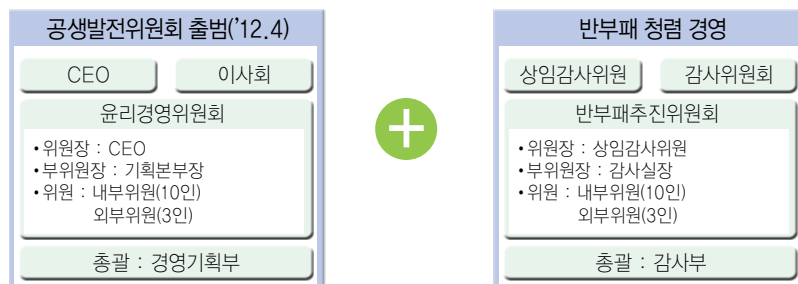 공생발전위원회 출범('12.4)
CEO
이사회
윤리경영위원회
•위원장 : CEO
•부위원장 : 기획본부장
•위원 : 내부위원(10인)
외부위원(3인)
총괄 : 경영기획부
반부패 청렴 경영
상임감사위원
감사위원회
반부패추진위원회
•위원장 : 상임감사위원
•부위원장 : 감사실장
•위원 : 내부위원(10인)
외부위원(3인)
총괄 : 감사부